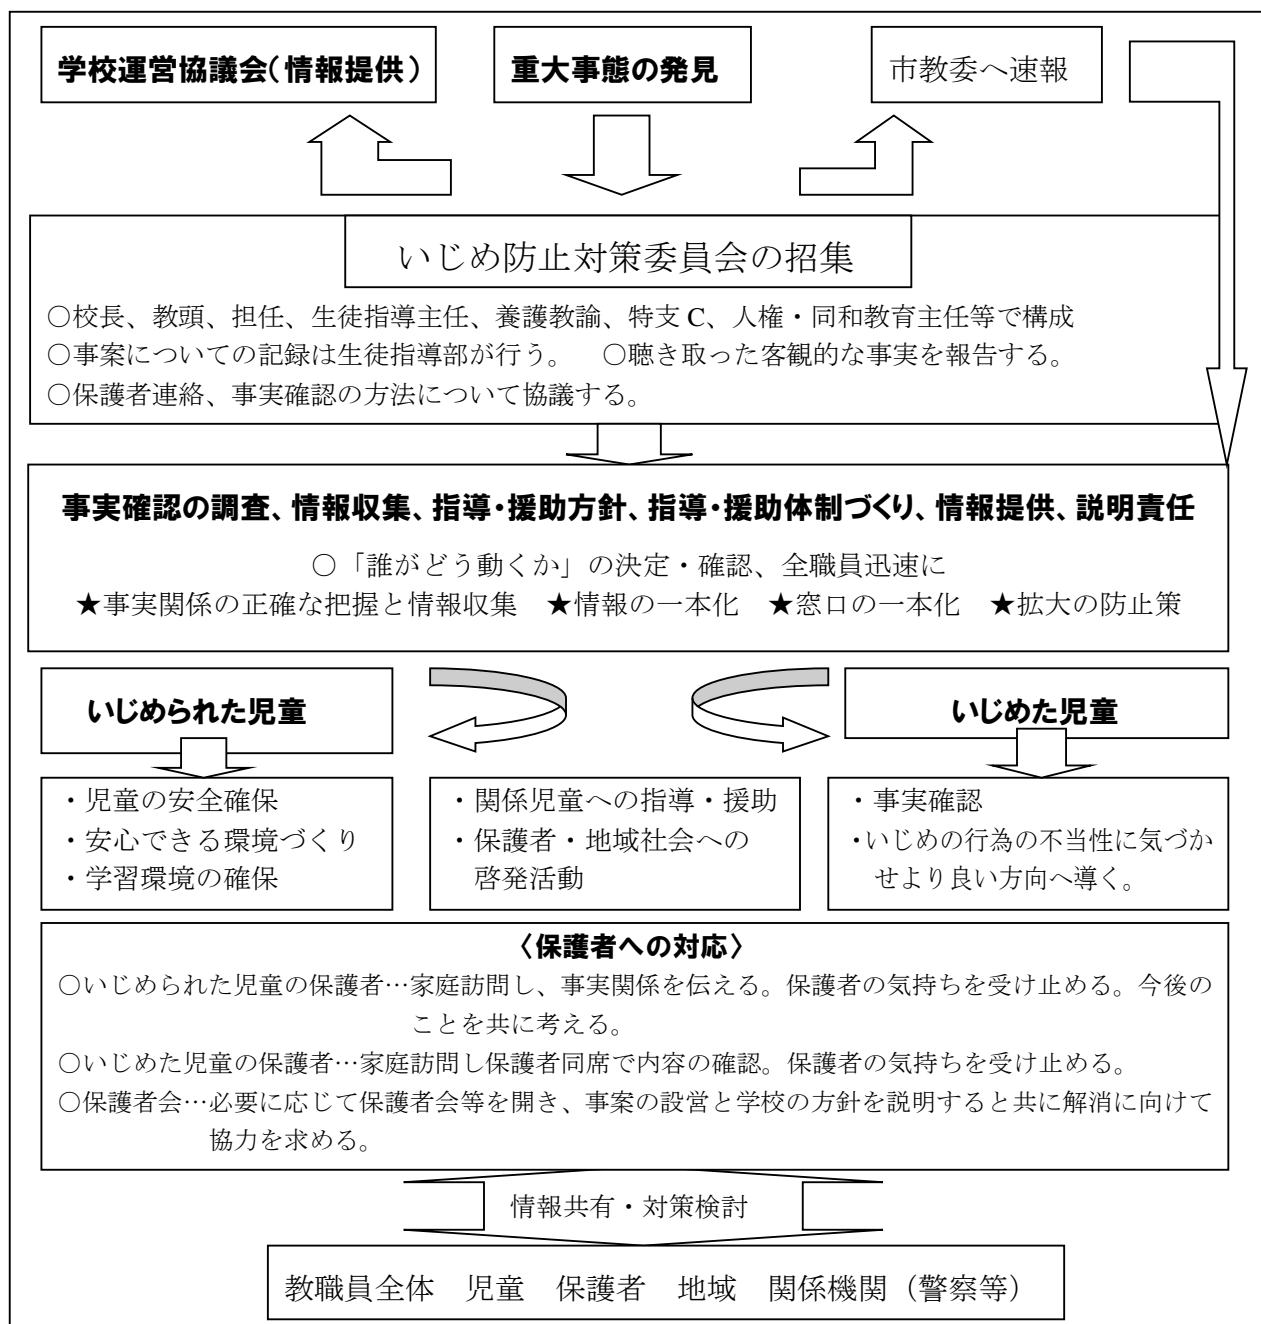 学校運営協議会(情報提供)
重大事態の発見
市教委へ速報
いじめ防止対策委員会の招集
○校長、教頭、担任、生徒指導主任、養護教諭、特支 C、人権・同和教育主任等で構成
○事案についての記録は生徒指導部が行う。 ○聴き取った客観的な事実を報告する。
○保護者連絡、事実確認の方法について協議する。
事実確認の調査、情報収集、指導・援助方針、指導・援助体制づくり、情報提供、説明責任
○「誰がどう動くか」の決定・確認、全職員迅速に
★事実関係の正確な把握と情報収集 ★情報の一本化 ★窓口の一本化 ★拡大の防止策
いじめられた児童
いじめた児童
・児童の安全確保
・安心できる環境づくり
・学習環境の確保
・関係児童への指導・援助
・保護者・地域社会への
啓発活動
・事実確認
・いじめの行為の不当性に気づか
せより良い方向へ導く。
〈保護者への対応〉
○いじめられた児童の保護者…家庭訪問し、事実関係を伝える。保護者の気持ちを受け止める。今後の
ことを共に考える。
○いじめた児童の保護者…家庭訪問し保護者同席で内容の確認。保護者の気持ちを受け止める。
○保護者会…必要に応じて保護者会等を開き、事案の設営と学校の方針を説明すると共に解消に向けて
協力を求める。
情報共有・対策検討
教職員全体 児童 保護者 地域 関係機関（警察等）